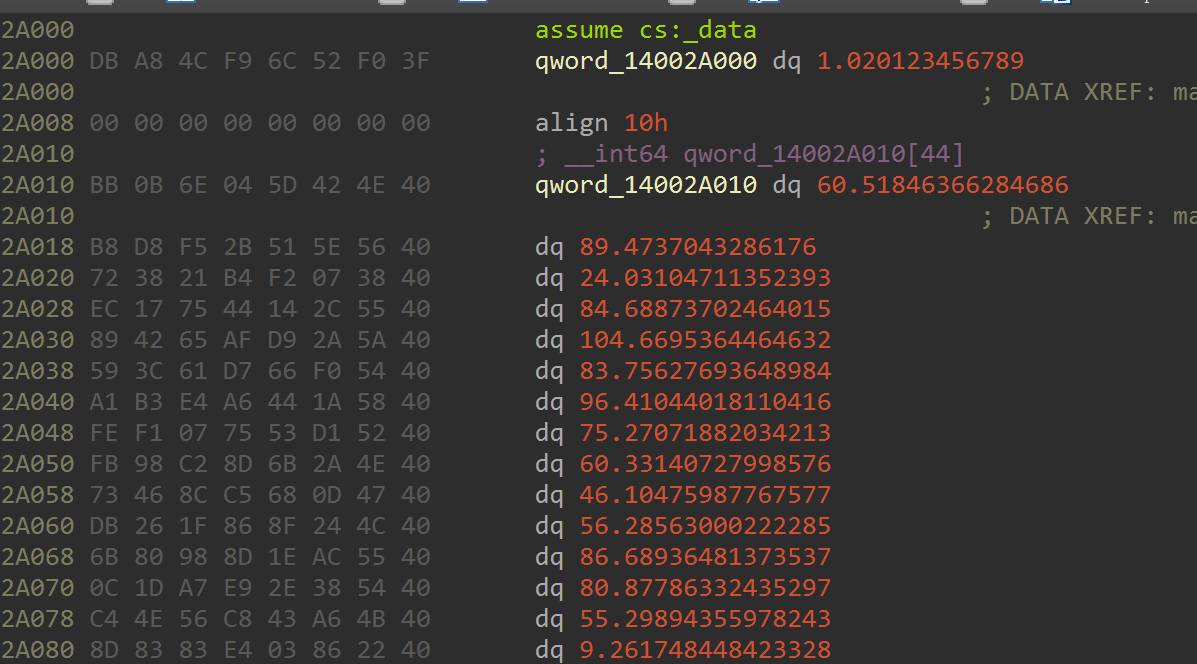 2A000 assume cs:_data
2A000 DB A8 4C F9 6C 52 F0 3F qword_14002A000 dq 1.020123456789
2A000 ; DATA XREF: ma
2A008 00 00 00 00 00 00 00 00 align 10h
2A010 ; __int64 qword_14002A010[44]
2A010 BB 0B 6E 04 5D 42 4E 40 qword_14002A010 dq 60.51846366284686
2A010 ; DATA XREF: ma
2A018 B8 D8 F5 2B 51 5E 56 40 dq 89.4737043286176
2A020 72 38 21 B4 F2 07 38 40 dq 24.03104711352393
2A028 EC 17 75 44 14 2C 55 40 dq 84.68873702464015
2A030 89 42 65 AF D9 2A 5A 40 dq 104.6695364464632
2A038 59 3C 61 D7 66 F0 54 40 dq 83.75627693648984
2A040 A1 B3 E4 A6 44 1A 58 40 dq 96.41044018110416
2A048 FE F1 07 75 53 D1 52 40 dq 75.27071882034213
2A050 FB 98 C2 8D 6B 2A 4E 40 dq 60.33140727998576
2A058 73 46 8C C5 68 0D 47 40 dq 46.10475987767577
2A060 DB 26 1F 86 8F 24 4C 40 dq 56.28563000222285
2A068 6B 80 98 8D 1E AC 55 40 dq 86.68936481373537
2A070 0C 1D A7 E9 2E 38 54 40 dq 80.87786332435297
2A078 C4 4E 56 C8 43 A6 4B 40 dq 55.29894355978243
2A080 8D 83 83 E4 03 86 22 40 dq 9.261748448423328